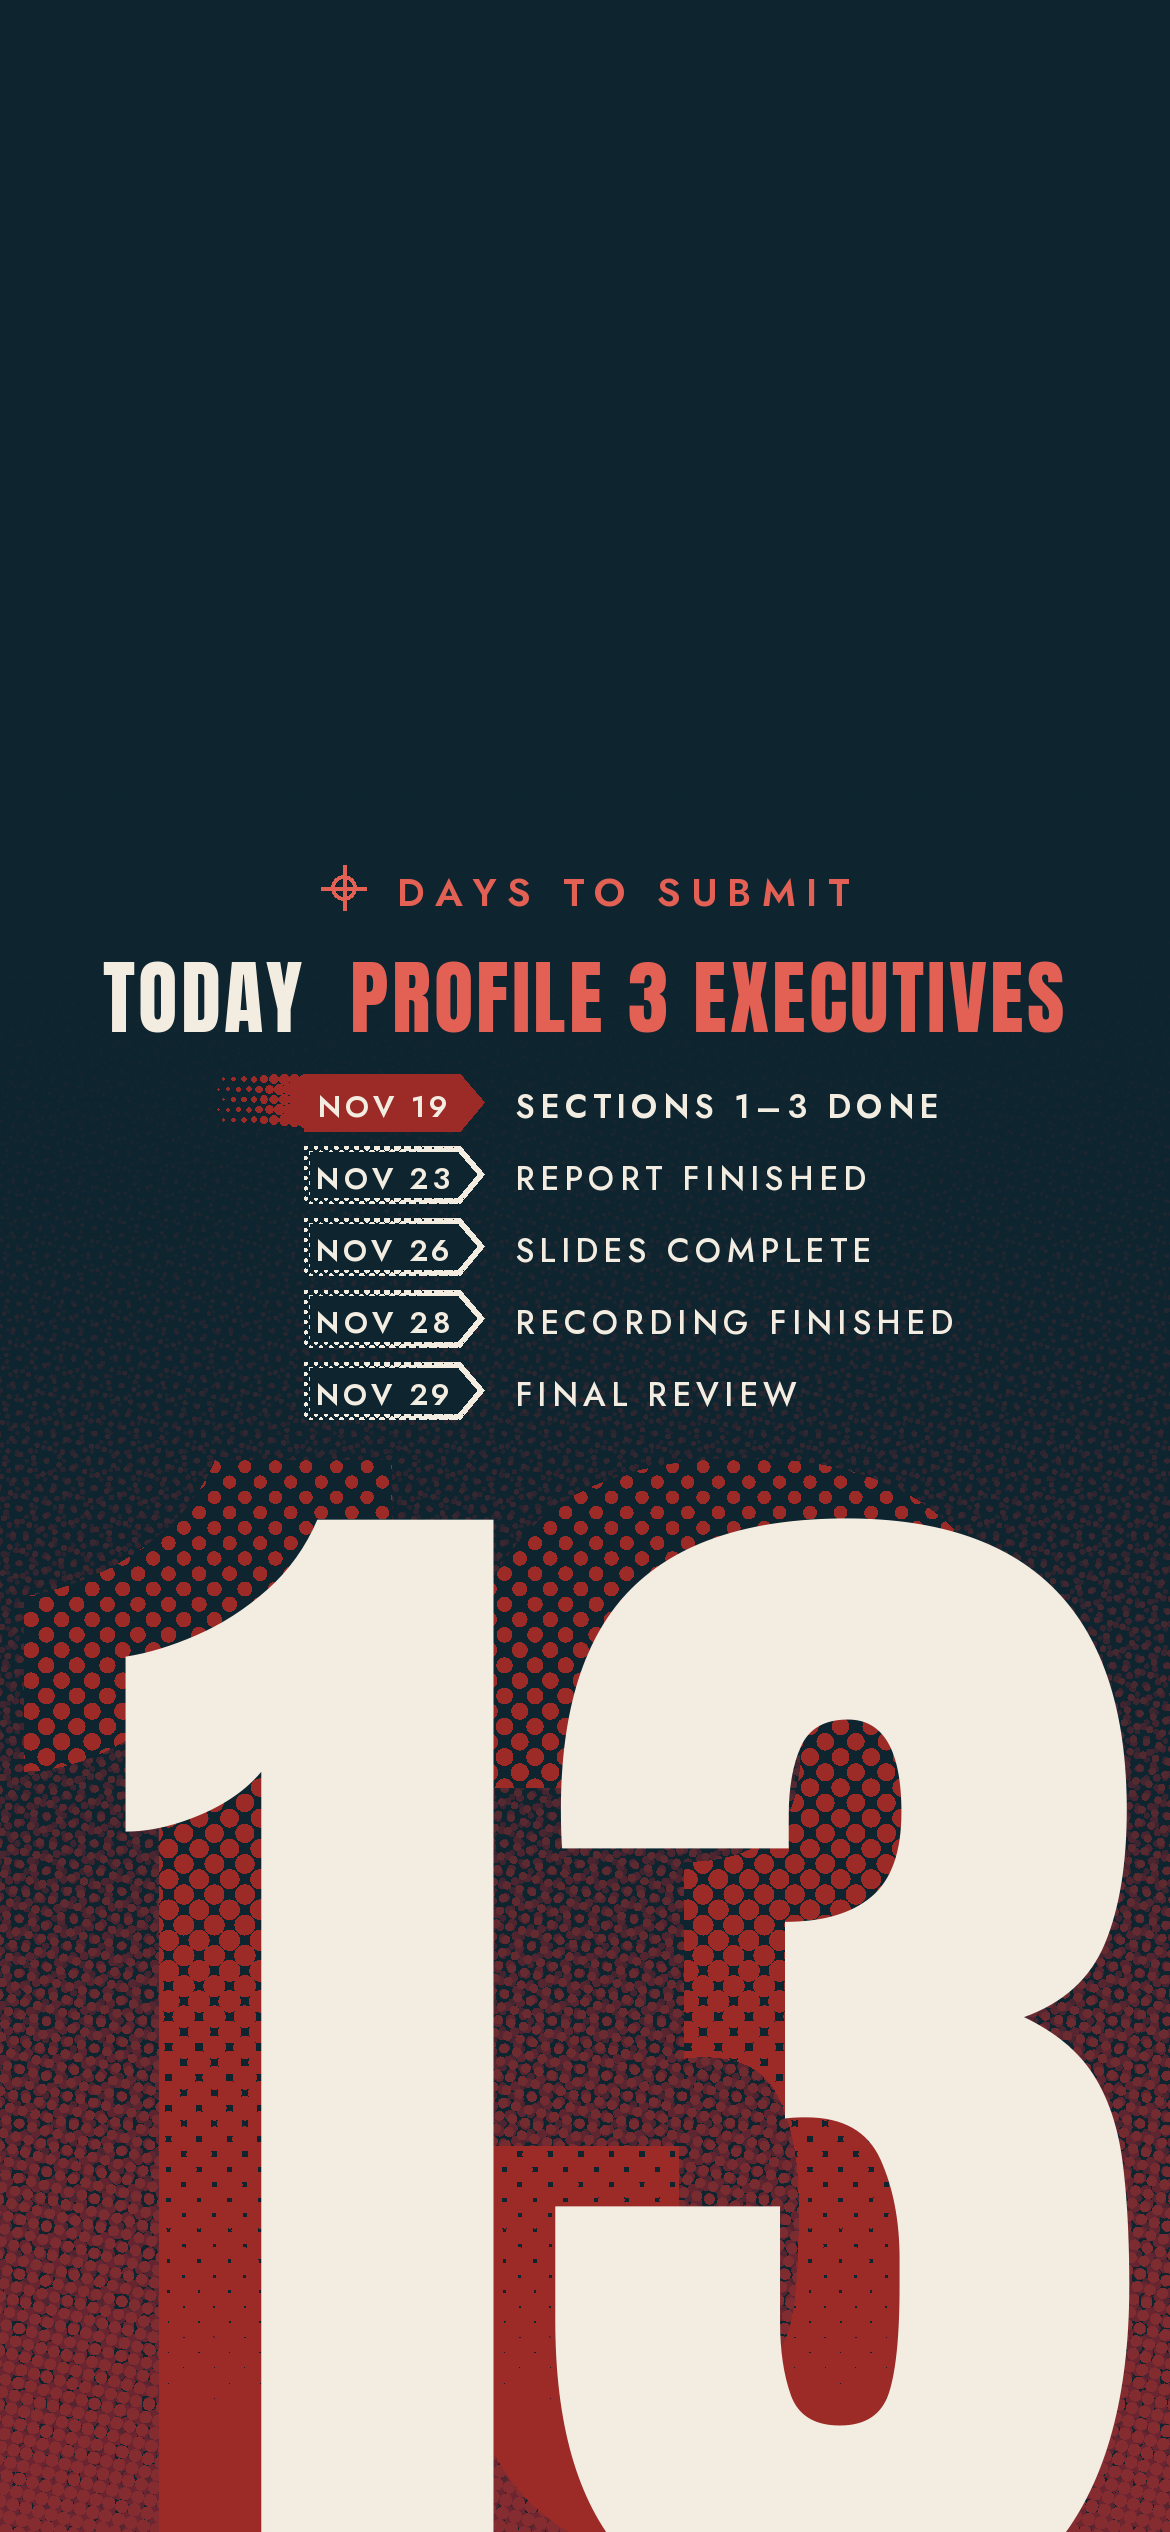 DAYS TO SUBMIT
TODAY PROFILE 3 EXECUTIVES
NOV 19 SECTIONS 1–3 DONE
NOV 23 REPORT FINISHED
NOV 26 SLIDES COMPLETE
NOV 28 RECORDING FINISHED
NOV 29 FINAL REVIEW
13